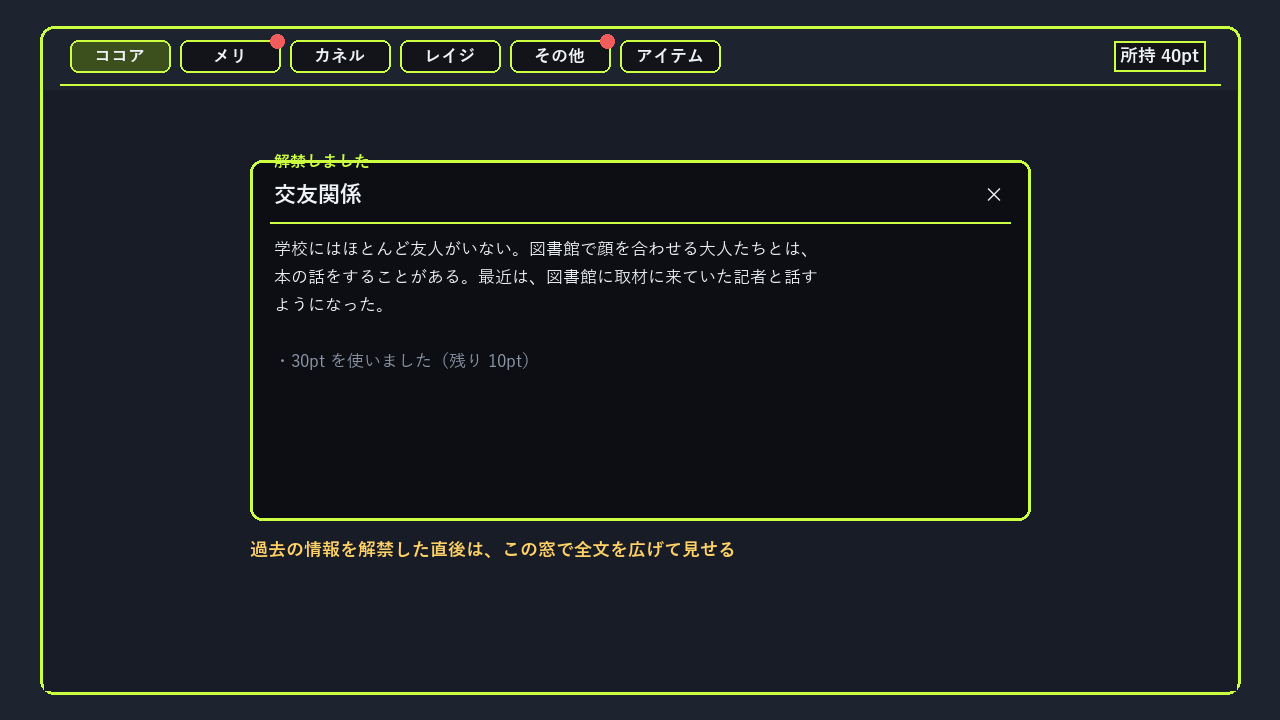 ココア
メリ
カネル
レイジ
その他
アイテム
所持 40pt
解禁しました
交友関係
×
学校にはほとんど友人がいない。図書館で顔を合わせる大人たちとは、
本の話をすることがある。最近は、図書館に取材に来ていた記者と話す
ようになった。
・30pt を使いました（残り 10pt）
過去の情報を解禁した直後は、この窓で全文を広げて見せる